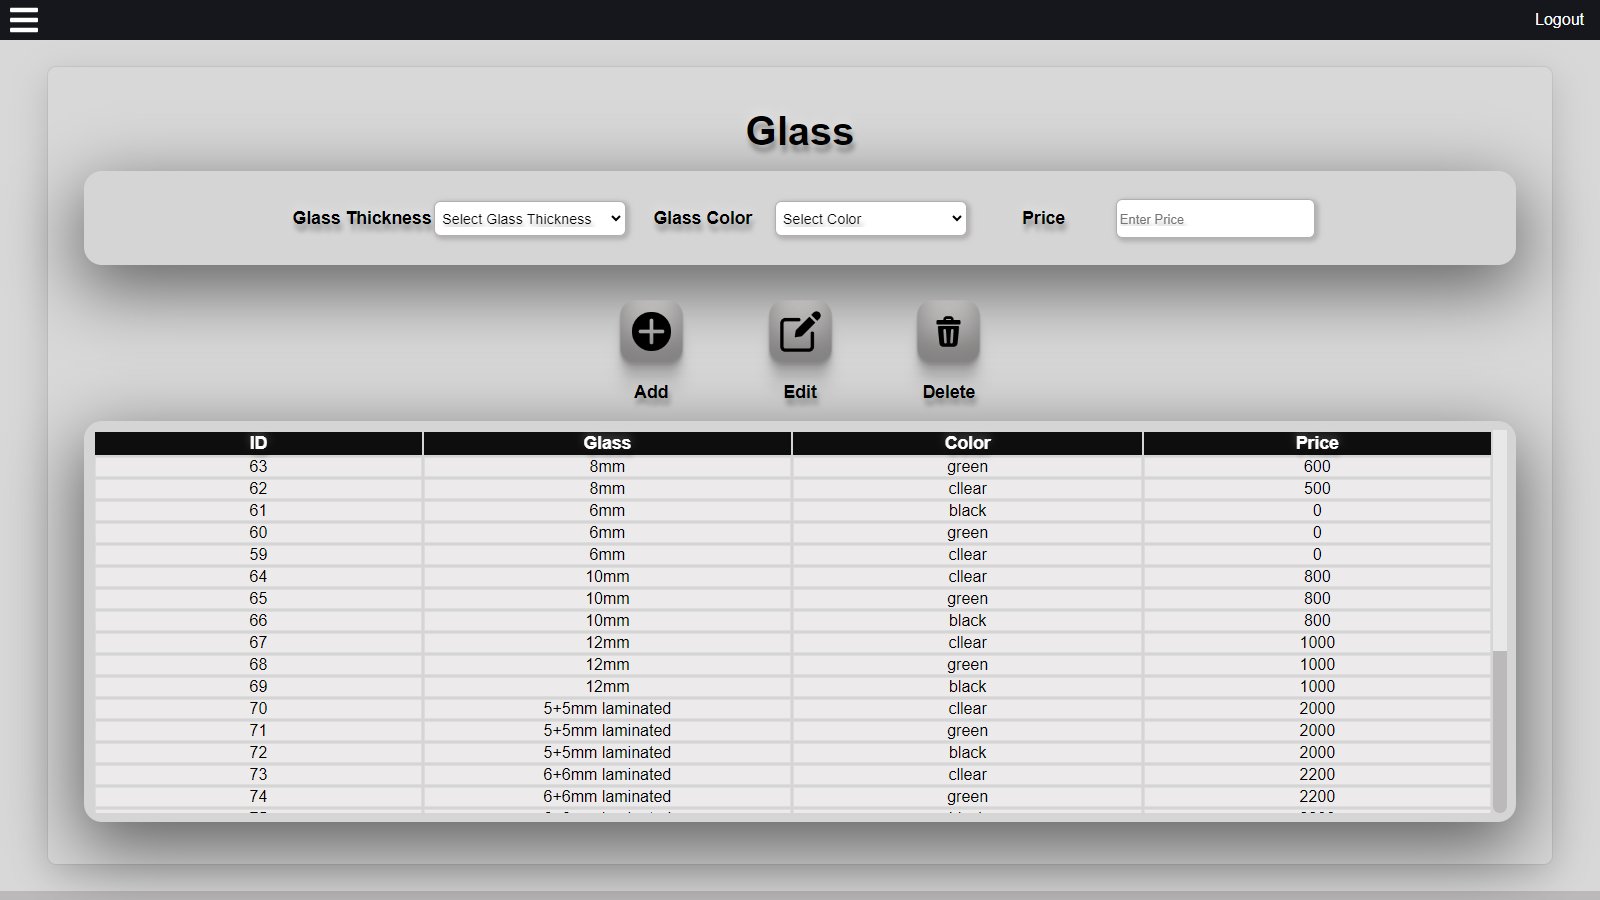 Logout
Glass
Glass Thickness Select Glass Thickness Glass Color Select Color Price Enter Price
Add Edit Delete
ID Glass Color Price
63 8mm green 600
62 8mm cllear 500
61 6mm black 0
60 6mm green 0
59 6mm cllear 0
64 10mm cllear 800
65 10mm green 800
66 10mm black 800
67 12mm cllear 1000
68 12mm green 1000
69 12mm black 1000
70 5+5mm laminated cllear 2000
71 5+5mm laminated green 2000
72 5+5mm laminated black 2000
73 6+6mm laminated cllear 2200
74 6+6mm laminated green 2200